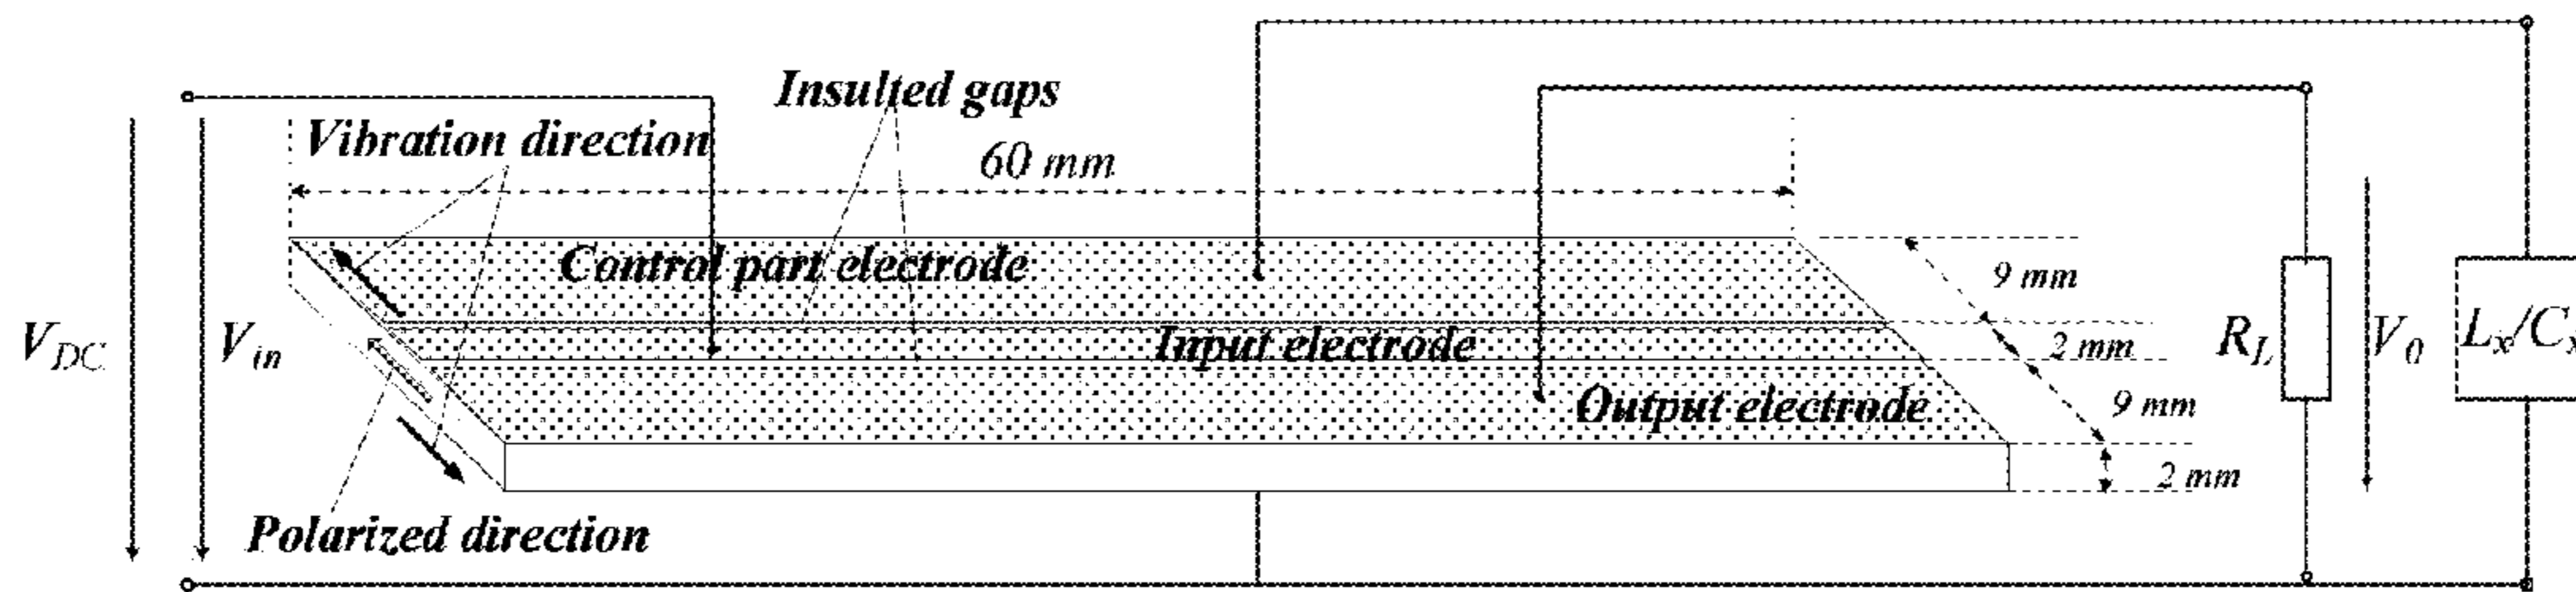 Insulted gaps
Vibration direction
60 mm
Control part electrode
9 mm
V_DC
V_in
Input electrode
2 mm
R_L
V_0
L_x/C_x
Output electrode
9 mm
2 mm
Polarized direction